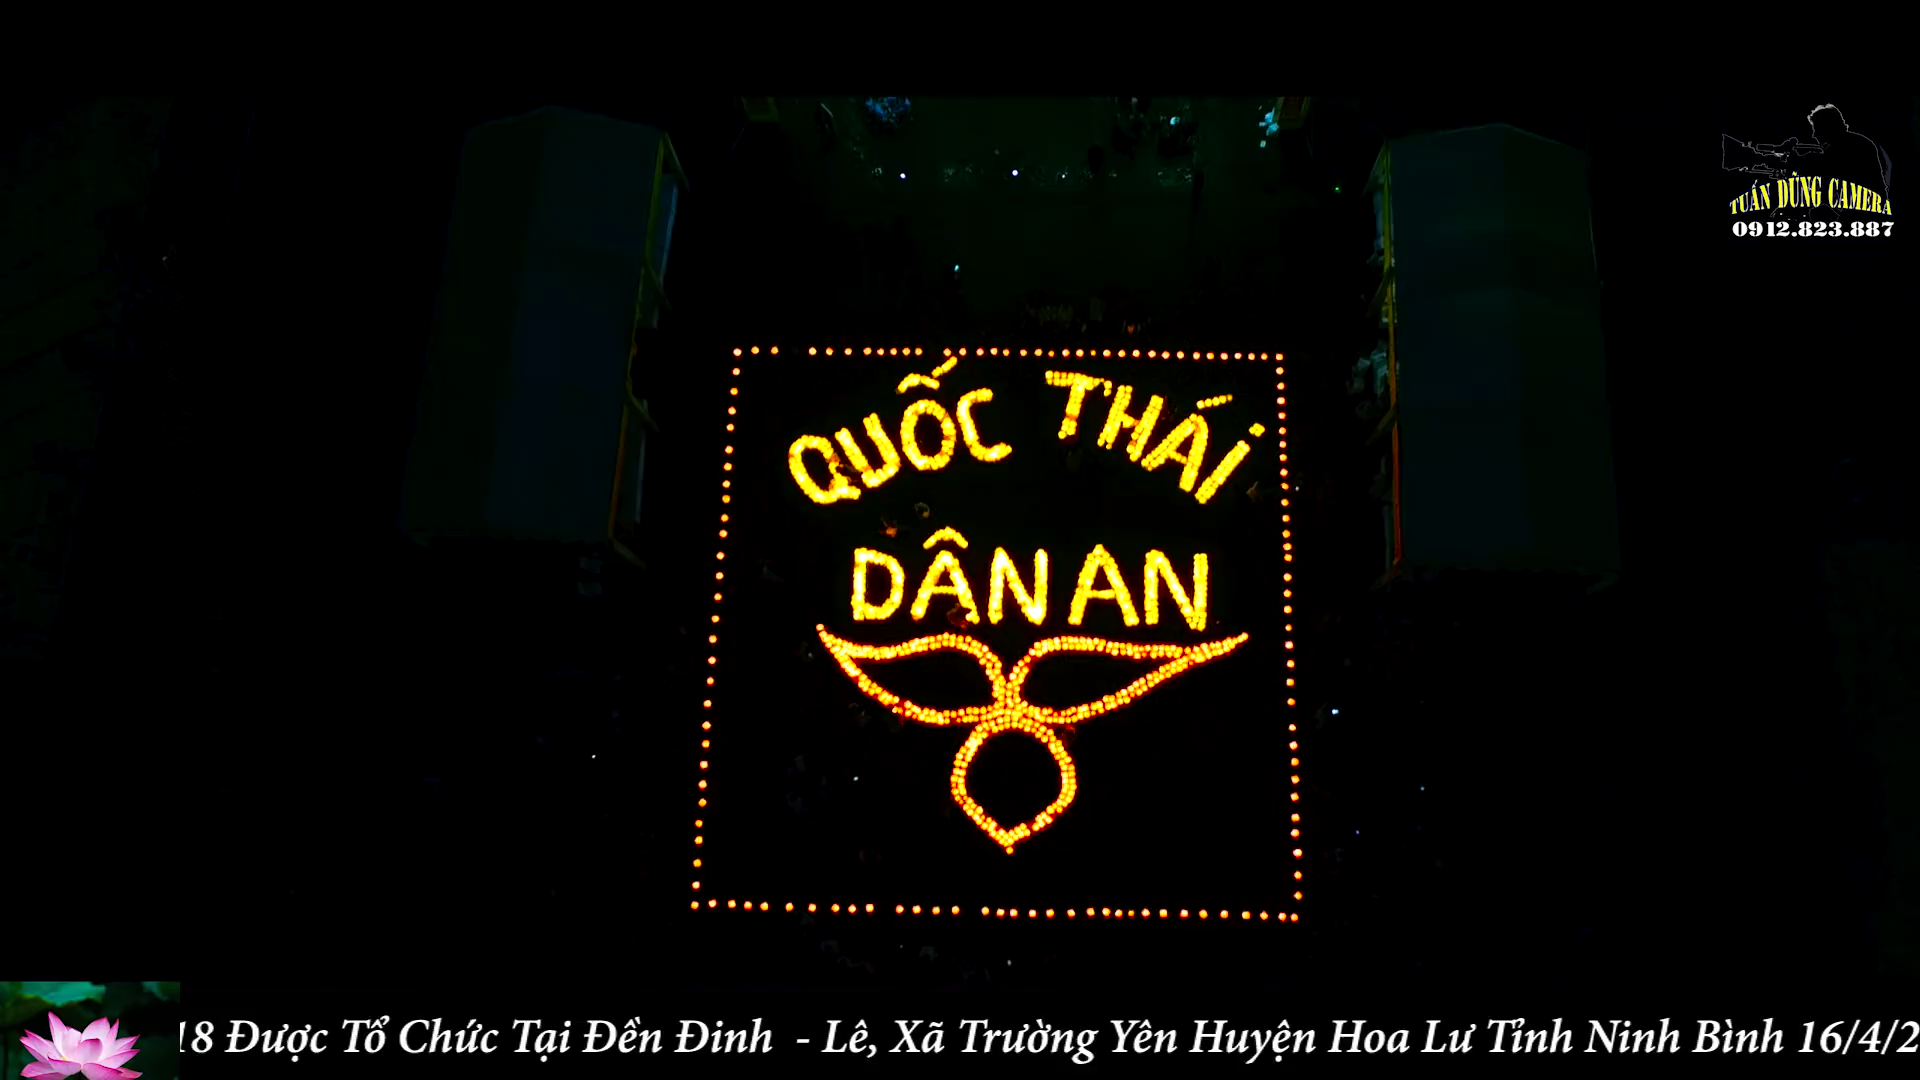 TUẤN DŨNG CAMERA
0912.823.887
QUỐC THÁI
DÂN AN
18 Được Tổ Chức Tại Đền Đinh - Lê, Xã Trường Yên Huyện Hoa Lư Tỉnh Ninh Bình 16/4/2